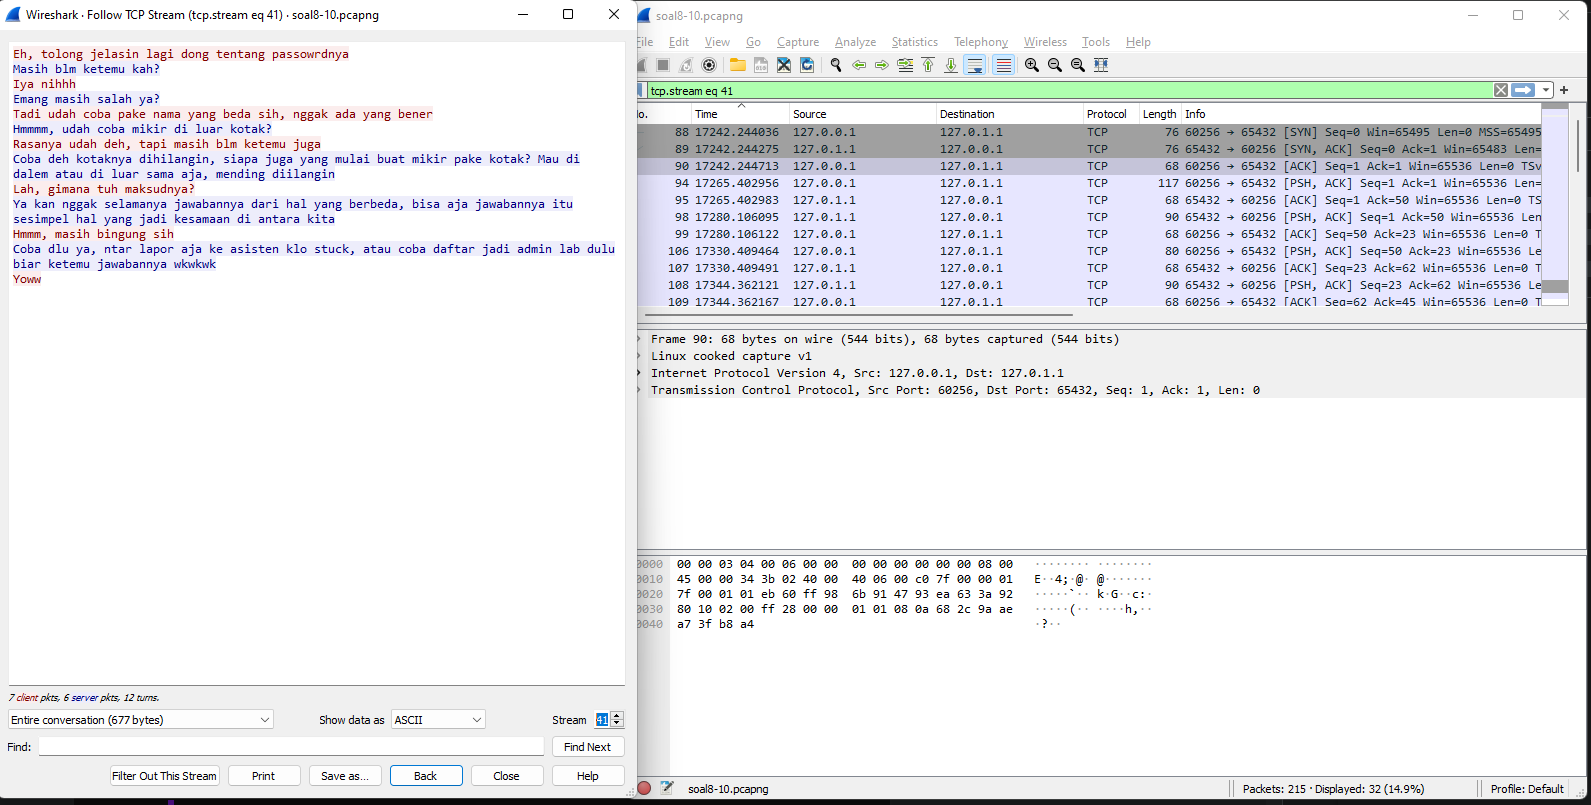 Wireshark · Follow TCP Stream (tcp.stream eq 41) · soal8-10.pcapng
Eh, tolong jelasin lagi dong tentang passowrdnya
Masih blm ketemu kah?
Iya nihhh
Emang masih salah ya?
Tadi udah coba pake nama yang beda sih, nggak ada yang bener
Hmmmm, udah coba mikir di luar kotak?
Rasanya udah deh, tapi masih blm ketemu juga
Coba deh kotaknya dihilangin, siapa juga yang mulai buat mikir pake kotak? Mau di
dalem atau di luar sama aja, mending diilangin
Lah, gimana tuh maksudnya?
Ya kan nggak selamanya jawabannya dari hal yang berbeda, bisa aja jawabannya itu
sesimpel hal yang jadi kesamaan di antara kita
Hmmm, masih bingung sih
Coba dlu ya, ntar lapor aja ke asisten klo stuck, atau coba daftar jadi admin lab dulu
biar ketemu jawabannya wkwkwk
Yoww
7 client pkts, 6 server pkts, 12 turns.
Entire conversation (677 bytes)
Show data as
ASCII
Stream
41
Find:
Find Next
Filter Out This Stream
Print
Save as...
Back
Close
Help
soal8-10.pcapng
File Edit View Go Capture Analyze Statistics Telephony Wireless Tools Help
tcp.stream eq 41
o. Time Source Destination Protocol Length Info
88 17242.244036 127.0.0.1 127.0.1.1 TCP 76 60256 → 65432 [SYN] Seq=0 Win=65495 Len=0 MSS=65495
89 17242.244275 127.0.0.1 127.0.1.1 TCP 76 65432 → 60256 [SYN, ACK] Seq=0 Ack=1 Win=65483 Len=
90 17242.244713 127.0.0.1 127.0.1.1 TCP 68 60256 → 65432 [ACK] Seq=1 Ack=1 Win=65536 Len=0 TSv
94 17265.402956 127.0.0.1 127.0.1.1 TCP 117 60256 → 65432 [PSH, ACK] Seq=1 Ack=1 Win=65536 Len=
95 17265.402983 127.0.0.1 127.0.1.1 TCP 68 65432 → 60256 [ACK] Seq=1 Ack=50 Win=65536 Len=0 TS
98 17280.106095 127.0.0.1 127.0.1.1 TCP 90 65432 → 60256 [PSH, ACK] Seq=1 Ack=50 Win=65536 Len
99 17280.106122 127.0.0.1 127.0.1.1 TCP 68 60256 → 65432 [ACK] Seq=50 Ack=23 Win=65536 Len=0 T
106 17330.409464 127.0.0.1 127.0.1.1 TCP 80 60256 → 65432 [PSH, ACK] Seq=50 Ack=23 Win=65536 Le
107 17330.409491 127.0.0.1 127.0.1.1 TCP 68 65432 → 60256 [ACK] Seq=23 Ack=62 Win=65536 Len=0 T
108 17344.362121 127.0.0.1 127.0.1.1 TCP 90 65432 → 60256 [PSH, ACK] Seq=23 Ack=62 Win=65536 Le
109 17344.362167 127.0.0.1 127.0.1.1 TCP 68 60256 → 65432 [ACK] Seq=62 Ack=45 Win=65536 Len=0 T
Frame 90: 68 bytes on wire (544 bits), 68 bytes captured (544 bits)
Linux cooked capture v1
Internet Protocol Version 4, Src: 127.0.0.1, Dst: 127.0.1.1
Transmission Control Protocol, Src Port: 60256, Dst Port: 65432, Seq: 1, Ack: 1, Len: 0
0000 00 00 03 04 00 06 00 00 00 00 00 00 00 00 08 00 ········ ········
0010 45 00 00 34 3b 02 40 00 40 06 00 c0 7f 00 00 01 E··4;·@· @·······
0020 7f 00 01 01 eb 60 ff 98 6b 91 47 93 ea 63 3a 92 ·····`·· k·G··c:·
0030 80 10 02 00 ff 28 00 00 01 01 08 0a 68 2c 9a ae ·····(·· ····h,··
0040 a7 3f b8 a4 ·?··
soal8-10.pcapng
Packets: 215 · Displayed: 32 (14.9%)
Profile: Default